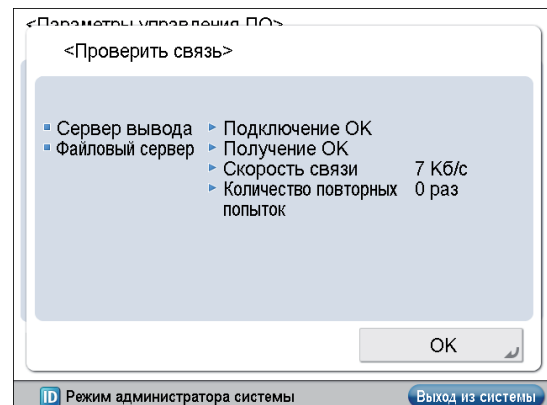 <Параметры управления ПО>
<Проверить связь>
Сервер вывода ► Подключение OK
Файловый сервер ► Получение OK
► Скорость связи 7 Кб/с
► Количество повторных 0 раз
попыток
OK
ID Режим администратора системы Выход из системы